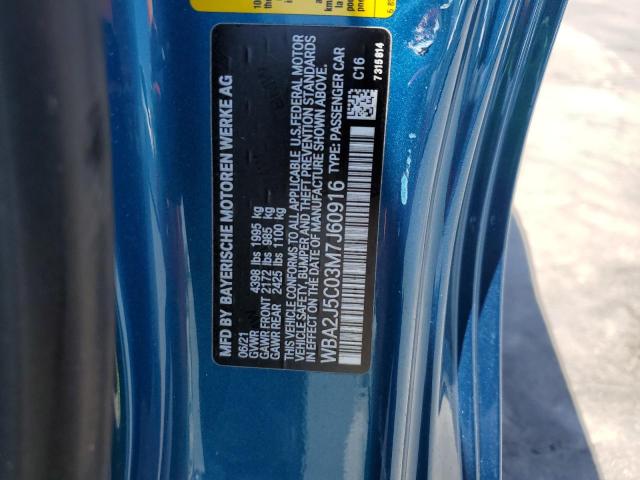 MFD BY BAYERISCHE MOTOREN WERKE AG
06/21
GVWR 4398 lbs 1995 kg
GAWR FRONT 2172 lbs 985 kg
GAWR REAR 2425 lbs 1100 kg
THIS VEHICLE CONFORMS TO ALL APPLICABLE U.S.FEDERAL MOTOR
VEHICLE SAFETY, BUMPER AND THEFT PREVENTION STANDARDS
IN EFFECT ON THE DATE OF MANUFACTURE SHOWN ABOVE.
WBA2J5C03M7J60916 TYPE: PASSENGER CAR
C16
7 315 614